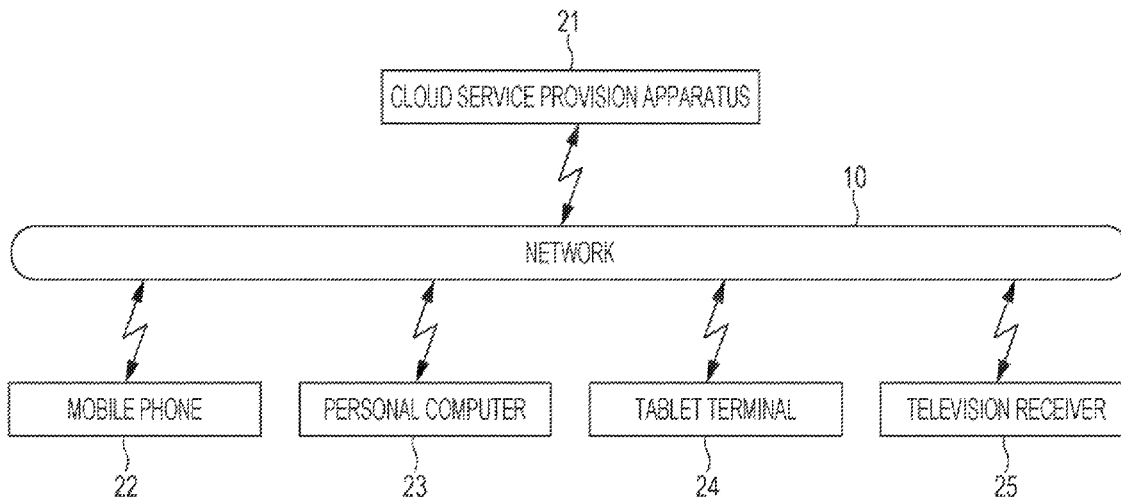 21
CLOUD SERVICE PROVISION APPARATUS
10
NETWORK
MOBILE PHONE
PERSONAL COMPUTER
TABLET TERMINAL
TELEVISION RECEIVER
22
23
24
25